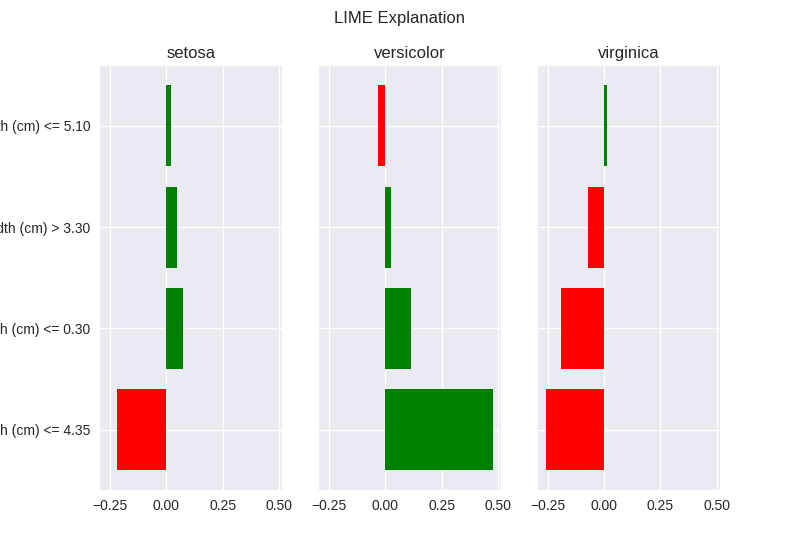 LIME Explanation
setosa versicolor virginica
(cm) <= 5.10
(cm) > 3.30
(cm) <= 0.30
(cm) <= 4.35
−0.25 0.00 0.25 0.50 −0.25 0.00 0.25 0.50 −0.25 0.00 0.25 0.50